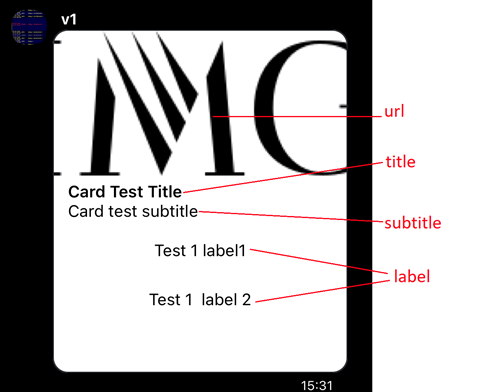 v1
IMG
url
title
Card Test Title
Card test subtitle
subtitle
Test 1 label1
label
Test 1  label 2
15:31